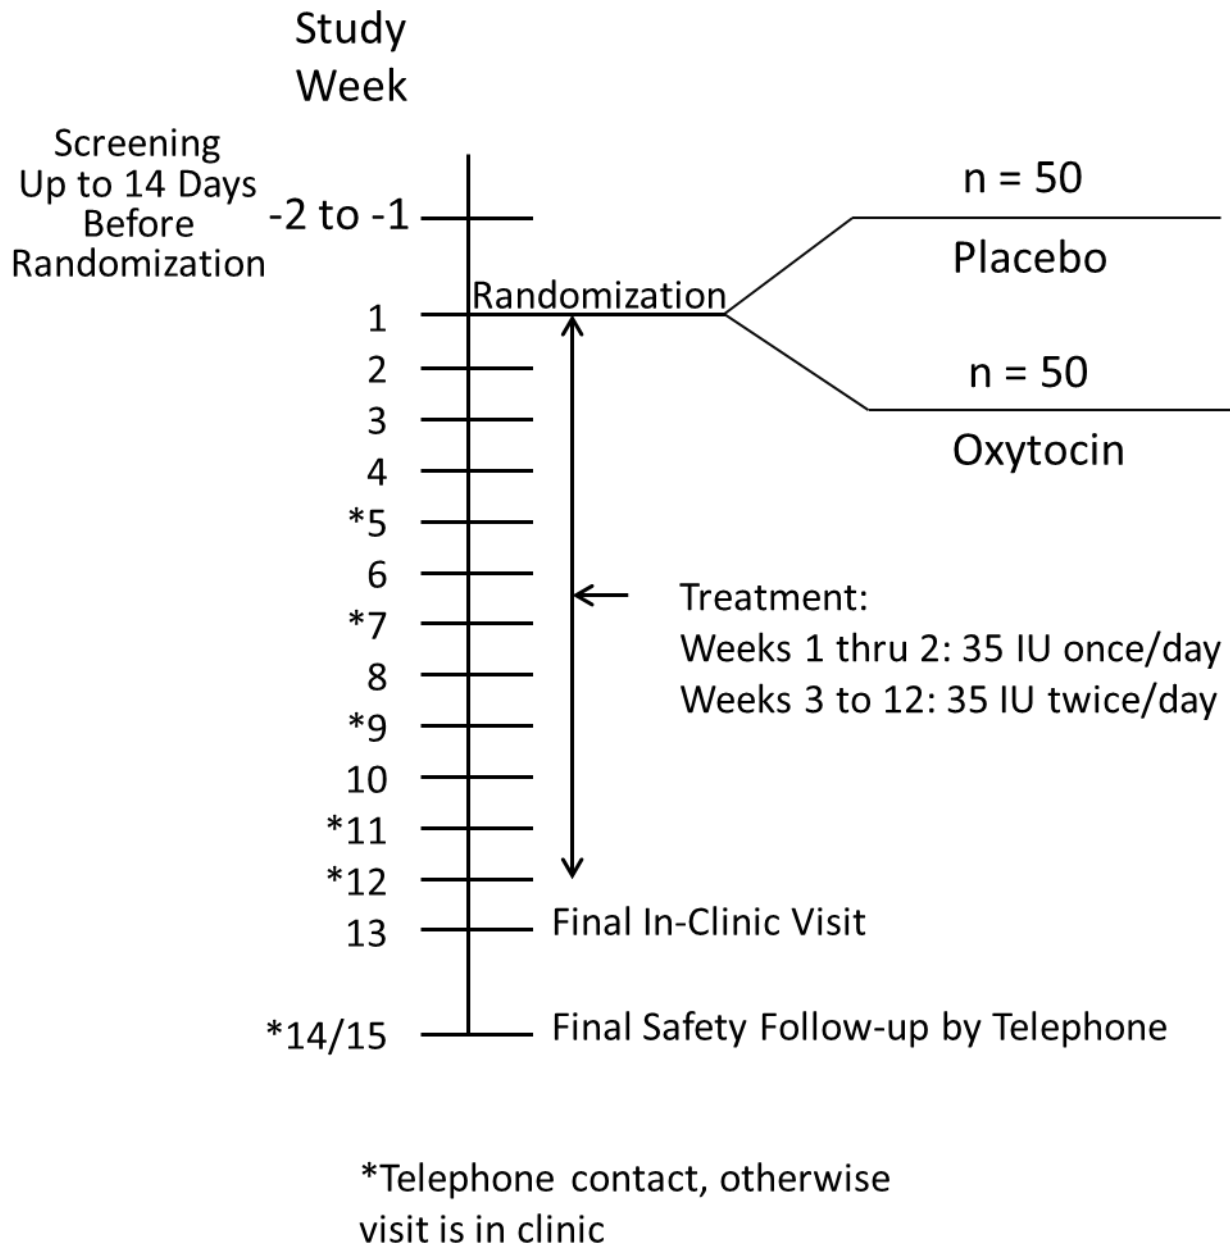 Study
Week
Screening
Up to 14 Days
Before
Randomization
-2 to -1
n = 50
Placebo
Randomization
1
2
n = 50
3
Oxytocin
4
*5
6
Treatment:
*7
Weeks 1 thru 2: 35 IU once/day
8
Weeks 3 to 12: 35 IU twice/day
*9
10
*11
*12
13
Final In-Clinic Visit
*14/15
Final Safety Follow-up by Telephone
*Telephone contact, otherwise
visit is in clinic